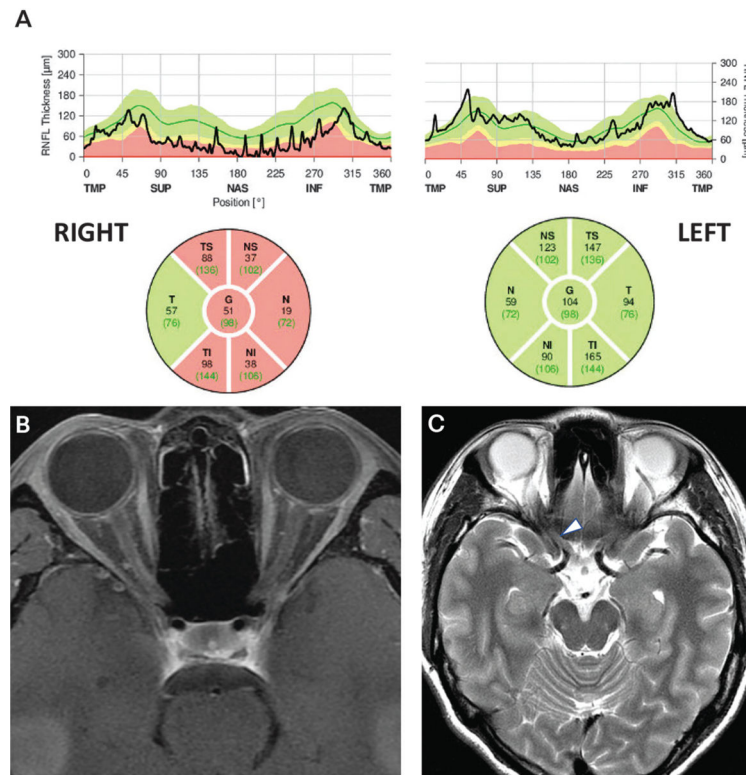 A
300
240
180
120
60
0
RNFL Thickness [µm]
0 45 90 135 180 225 270 315 360
TMP SUP NAS INF TMP
Position [°]
300
240
180
120
60
0
0 45 90 135 180 225 270 315 360
TMP SUP NAS INF TMP
RIGHT
TS
88
(136)
NS
37
(102)
T
57
(76)
G
51
(98)
N
19
(72)
TI
98
(144)
NI
38
(106)
LEFT
NS
123
(102)
TS
147
(136)
N
59
(72)
G
104
(98)
T
94
(76)
NI
90
(106)
TI
165
(144)
B
C